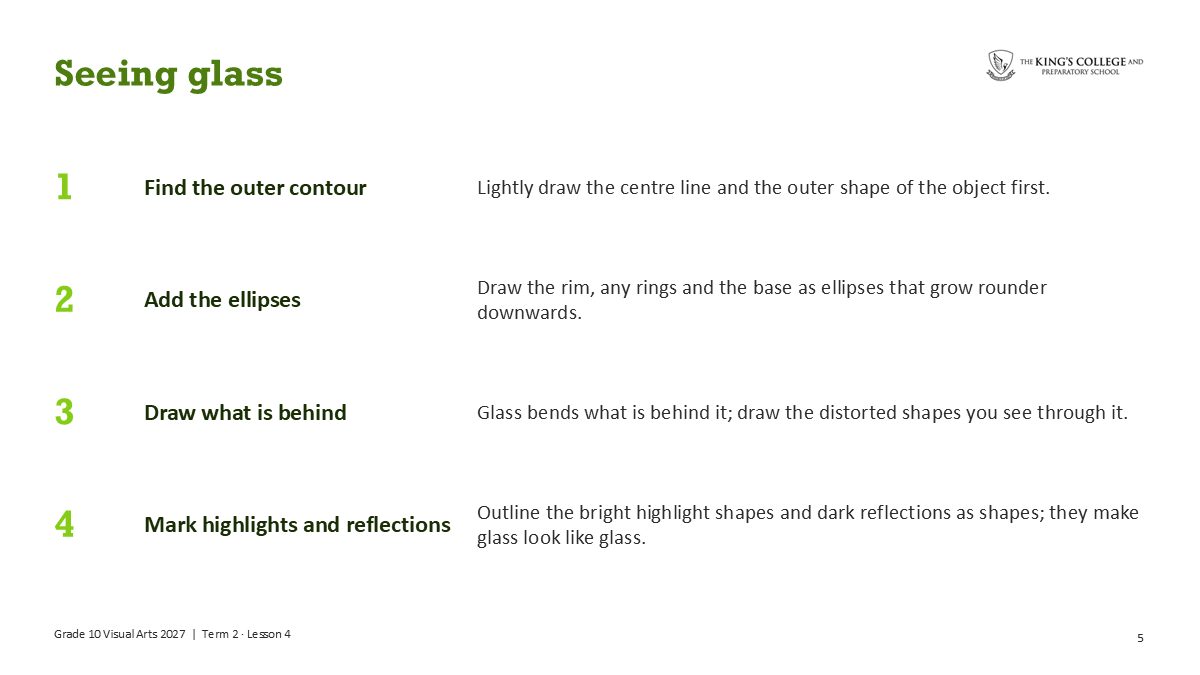 Seeing glass
THE KING'S COLLEGE AND
PREPARATORY SCHOOL
1
Find the outer contour
Lightly draw the centre line and the outer shape of the object first.
2
Add the ellipses
Draw the rim, any rings and the base as ellipses that grow rounder
downwards.
3
Draw what is behind
Glass bends what is behind it; draw the distorted shapes you see through it.
4
Mark highlights and reflections
Outline the bright highlight shapes and dark reflections as shapes; they make
glass look like glass.
Grade 10 Visual Arts 2027 | Term 2 · Lesson 4
5